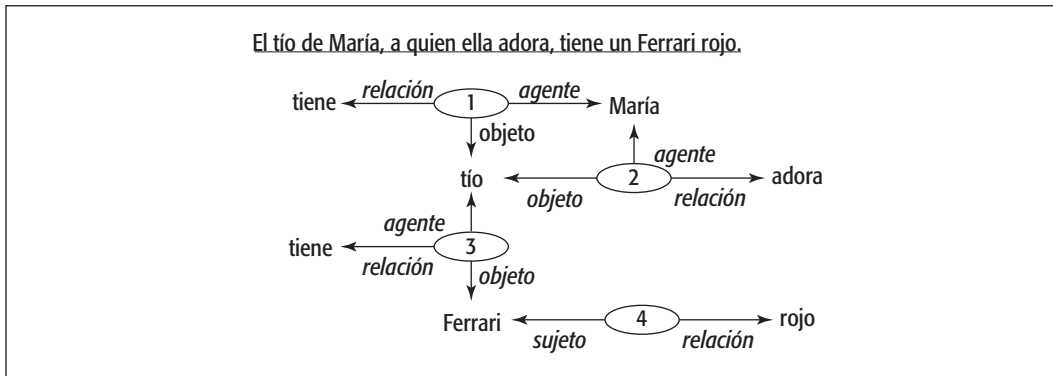 El tío de María, a quien ella adora, tiene un Ferrari rojo.
tiene relación 1 agente María
objeto
agente
tío objeto 2 relación adora
agente
tiene relación 3 objeto
Ferrari sujeto 4 relación rojo